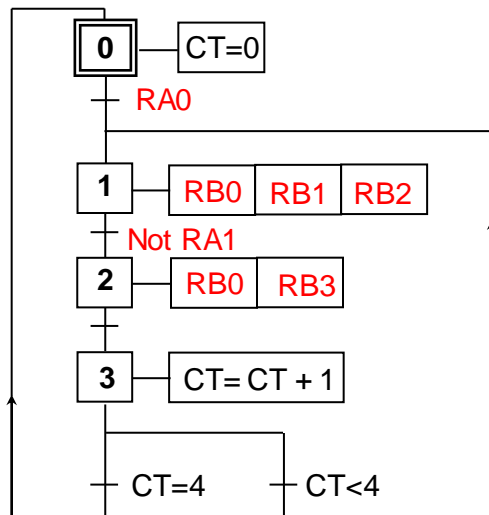 0 CT=0
RA0
1 RB0 RB1 RB2
Not RA1
2 RB0 RB3
3 CT= CT + 1
CT=4 CT<4